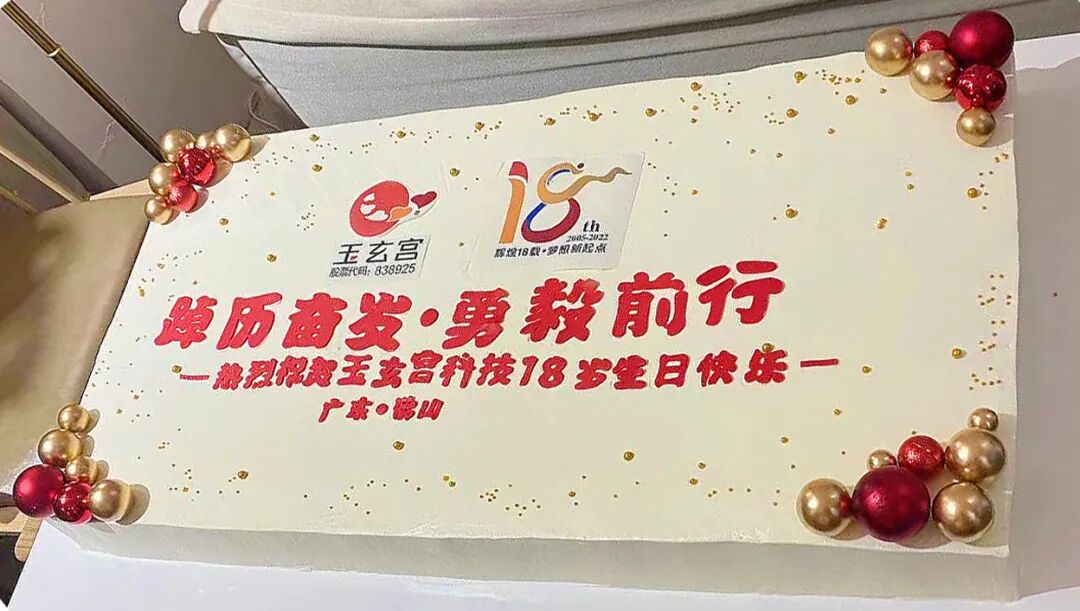 玉玄宫
股票代码：838925
18th
2005-2022
辉煌18载·梦想新起点
踔历奋发·勇毅前行
—热烈祝贺玉玄宫科技18岁生日快乐—
广东·佛山